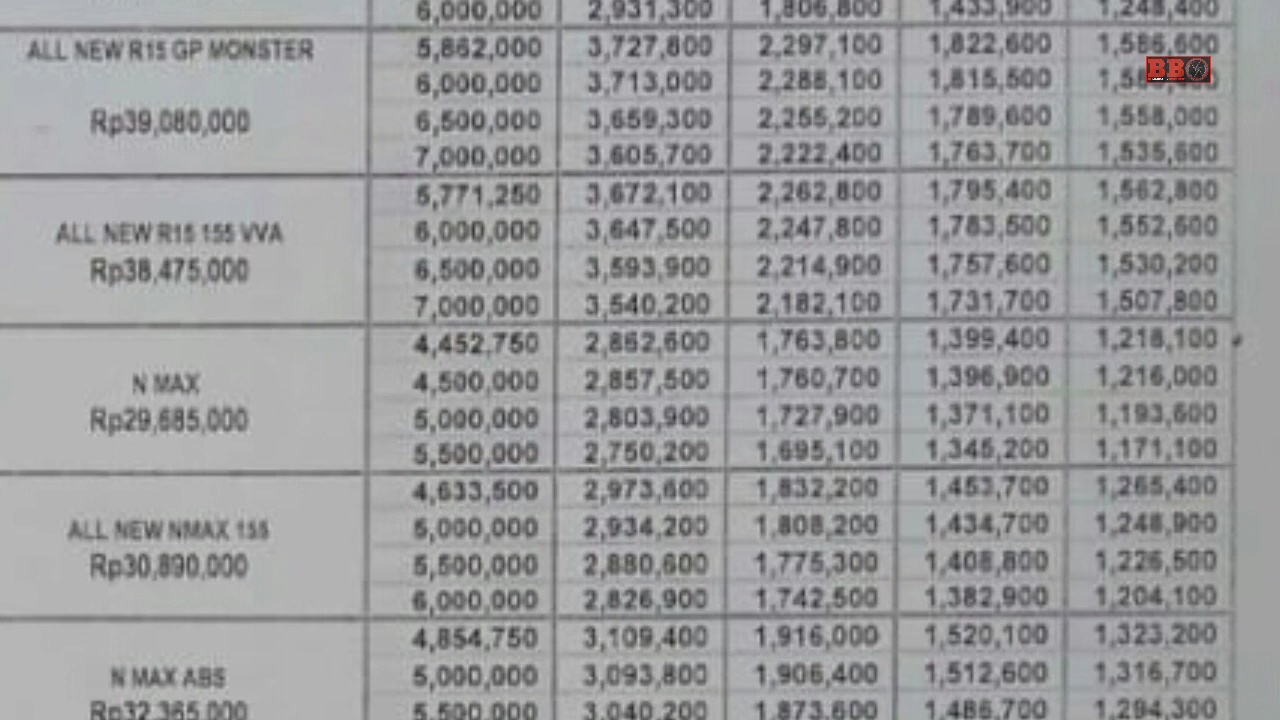 6,000,000 2,931,300 1,806,800 1,433,900 1,248,400
ALL NEW R15 GP MONSTER 5,862,000 3,727,800 2,297,100 1,822,600 1,586,600
6,000,000 3,713,000 2,288,100 1,815,500
Rp39,080,000 6,500,000 3,659,300 2,255,200 1,789,600 1,558,000
7,000,000 3,605,700 2,222,400 1,763,700 1,535,600
5,771,250 3,672,100 2,262,800 1,795,400 1,562,800
ALL NEW R15 155 VVA 6,000,000 3,647,500 2,247,800 1,783,500 1,552,600
Rp38,475,000 6,500,000 3,593,900 2,214,900 1,757,600 1,530,200
7,000,000 3,540,200 2,182,100 1,731,700 1,507,800
4,452,750 2,862,600 1,763,800 1,399,400 1,218,100
N MAX 4,500,000 2,857,500 1,760,700 1,396,900 1,216,000
Rp29,685,000 5,000,000 2,803,900 1,727,900 1,371,100 1,193,600
5,500,000 2,750,200 1,695,100 1,345,200 1,171,100
4,633,500 2,973,600 1,832,200 1,453,700 1,265,400
ALL NEW NMAX 155 5,000,000 2,934,200 1,808,200 1,434,700 1,248,900
Rp30,890,000 5,500,000 2,880,600 1,775,300 1,408,800 1,226,500
6,000,000 2,826,900 1,742,500 1,382,900 1,204,100
4,854,750 3,109,400 1,916,000 1,520,100 1,323,200
N MAX ABS 5,000,000 3,093,800 1,906,400 1,512,600 1,316,700
Rp32,365,000 5,500,000 3,040,200 1,873,600 1,486,700 1,294,300
BBO